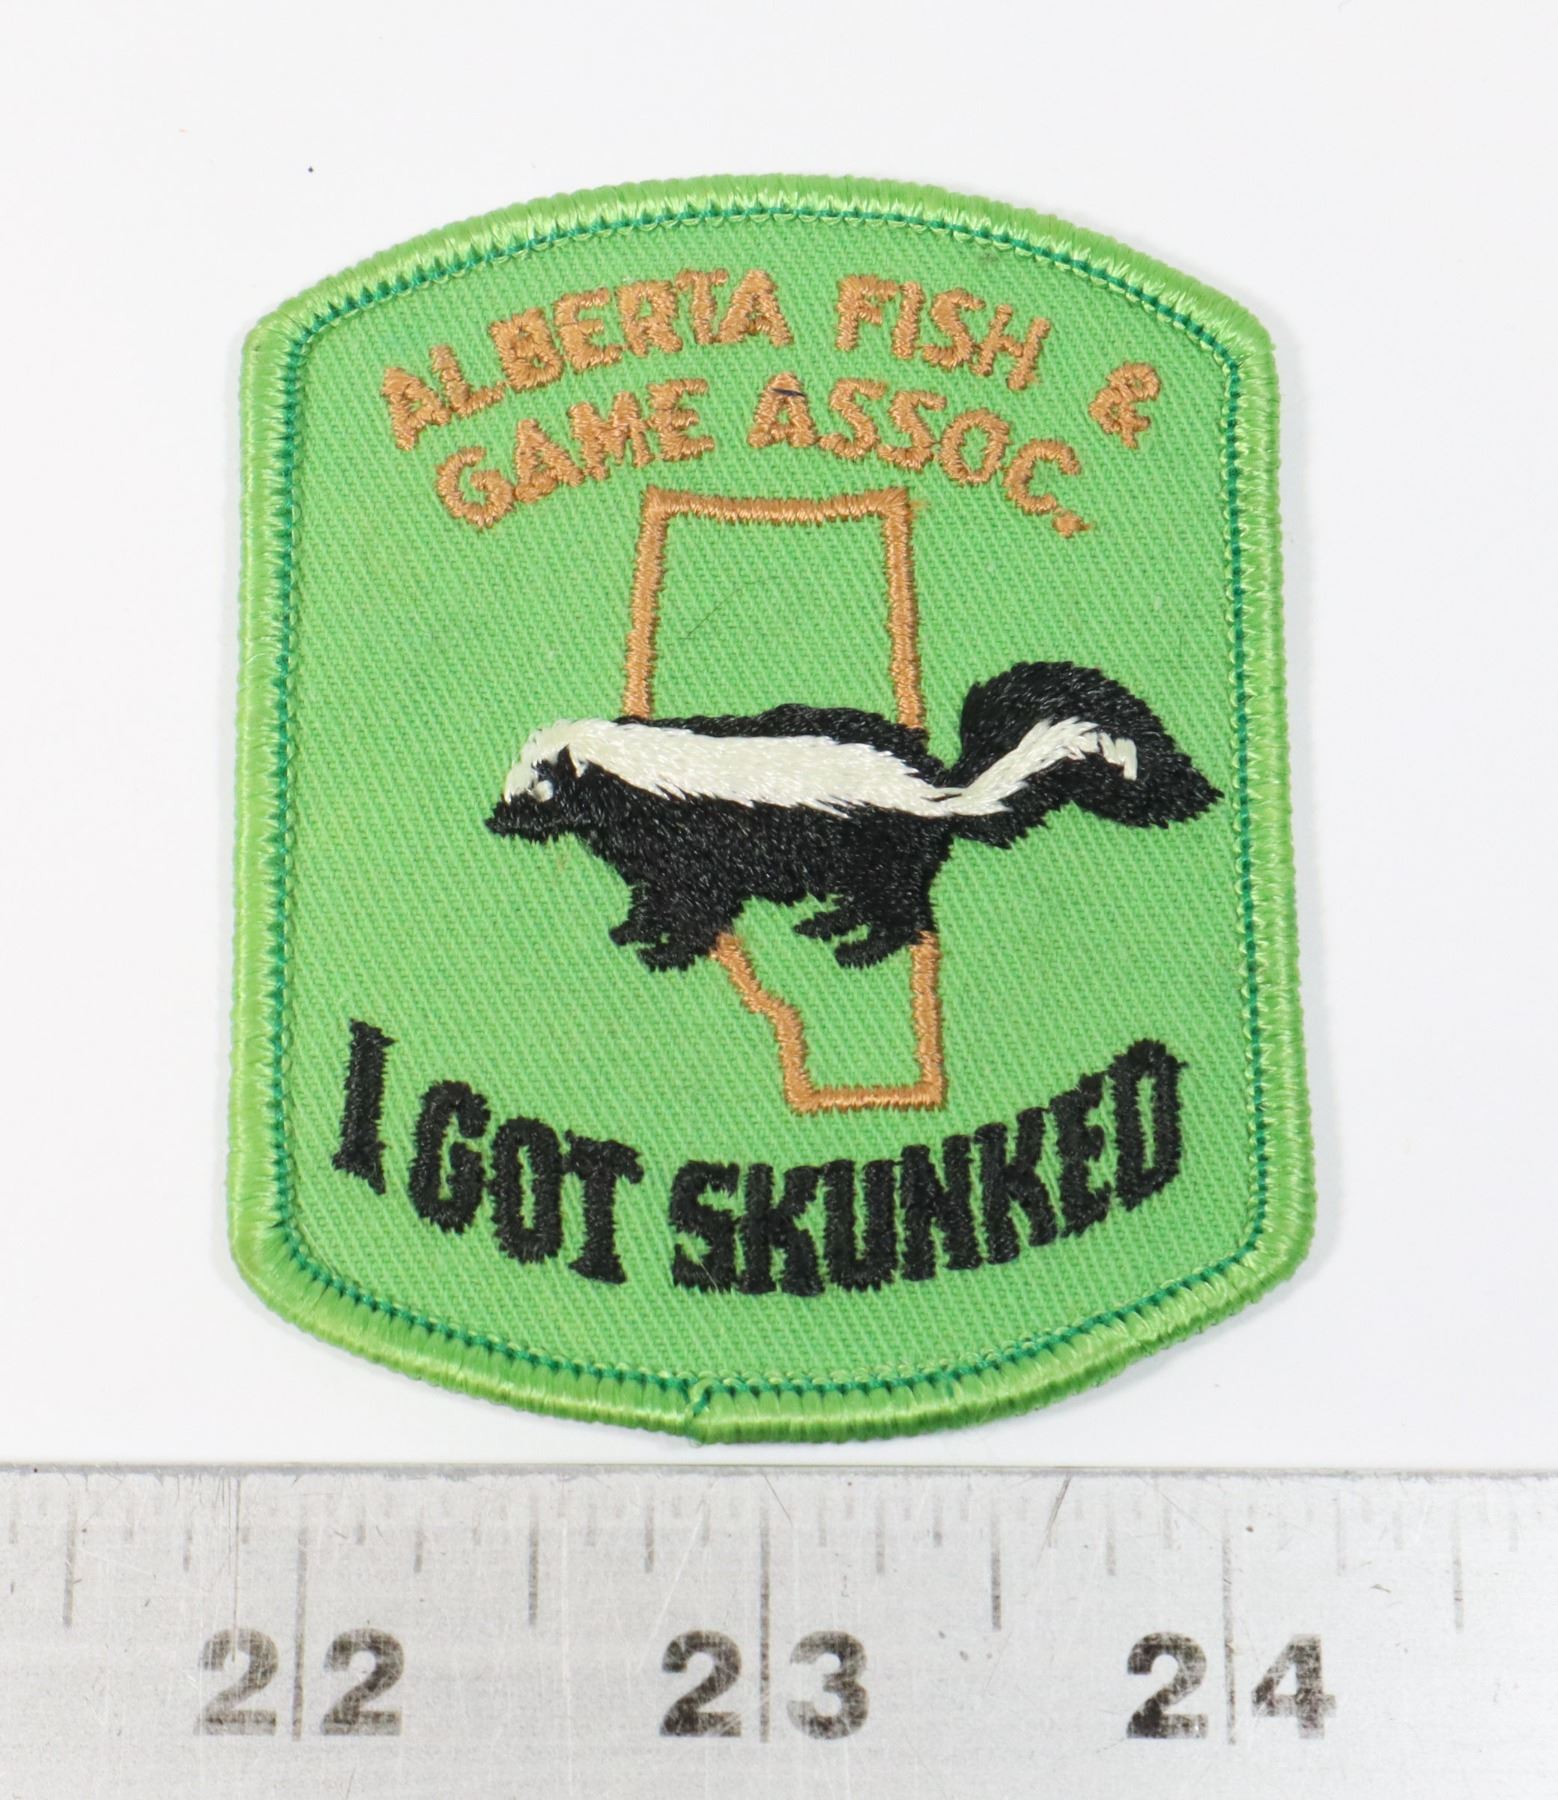 ALBERTA FISH &
GAME ASSOC.
I GOT SKUNKED
22 23 24